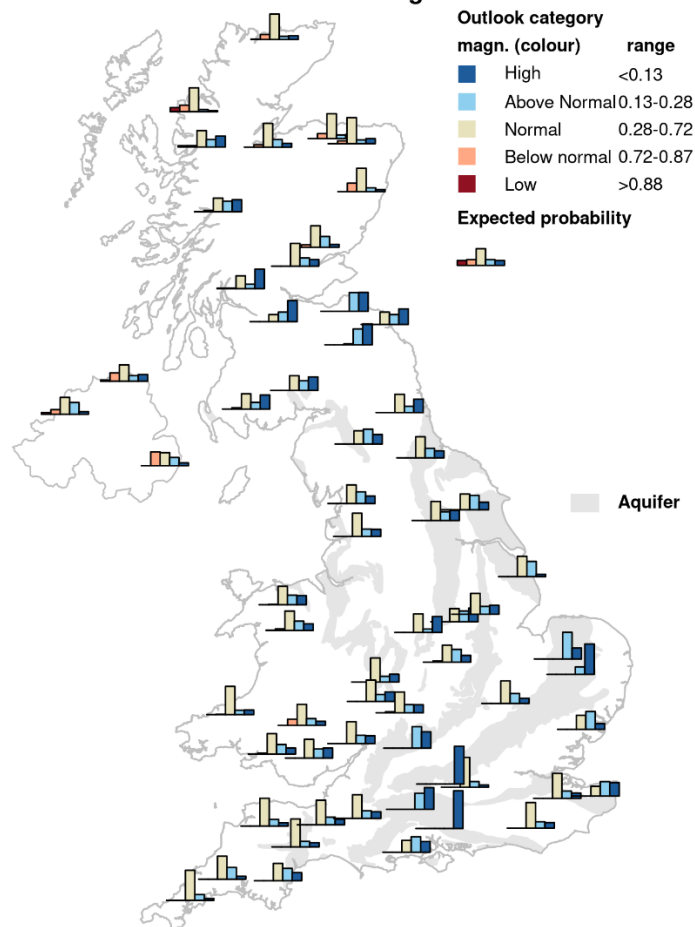 Outlook category
magn. (colour) range
High <0.13
Above Normal 0.13-0.28
Normal 0.28-0.72
Below normal 0.72-0.87
Low >0.88
Expected probability
Aquifer